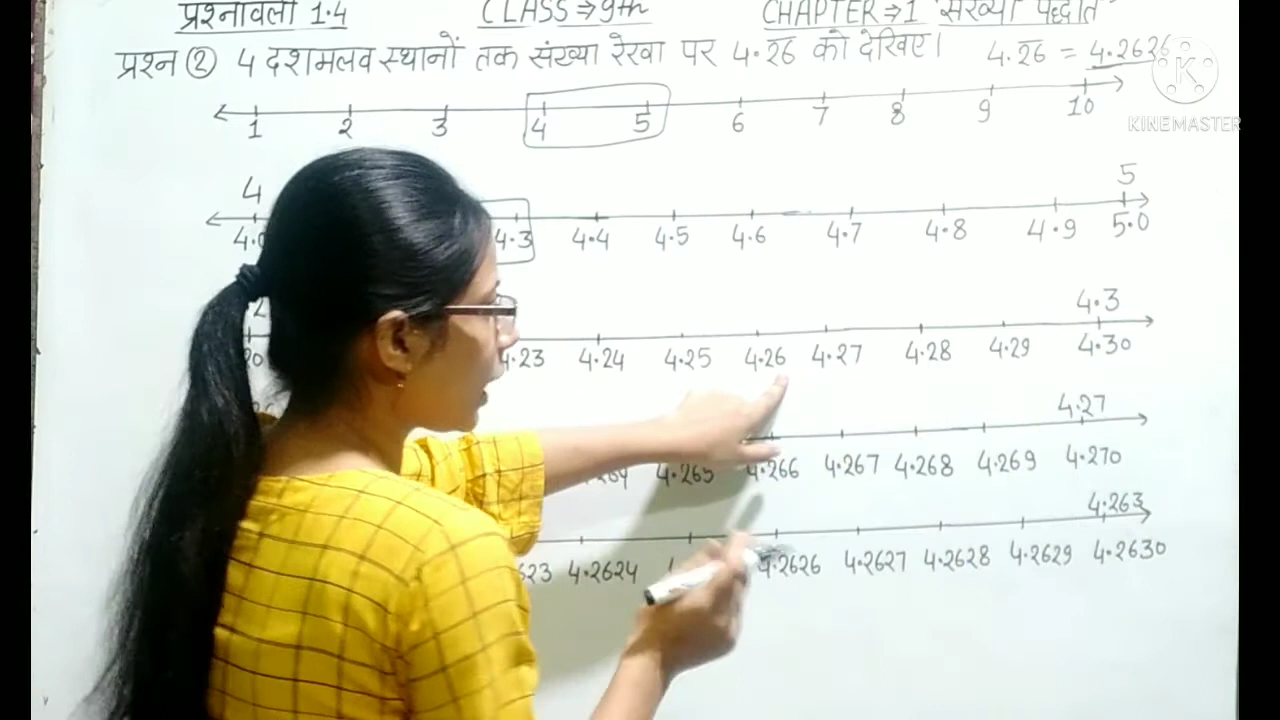 प्रश्नावली 1.4 CLASS ⇒ 9th CHAPTER ⇒ 1 "संख्या पद्धति"
प्रश्न ② 4 दशमलव स्थानों तक संख्या रेखा पर 4.2̅6̅ को देखिए। 4.2̅6̅ = 4.2626
KINEMASTER
1 2 3 4 5 6 7 8 9 10
4 5
4.3 4.4 4.5 4.6 4.7 4.8 4.9 5.0
4.3
4.23 4.24 4.25 4.26 4.27 4.28 4.29 4.30
4.27
4.265 4.266 4.267 4.268 4.269 4.270
4.263
4.2624 4.2626 4.2627 4.2628 4.2629 4.2630